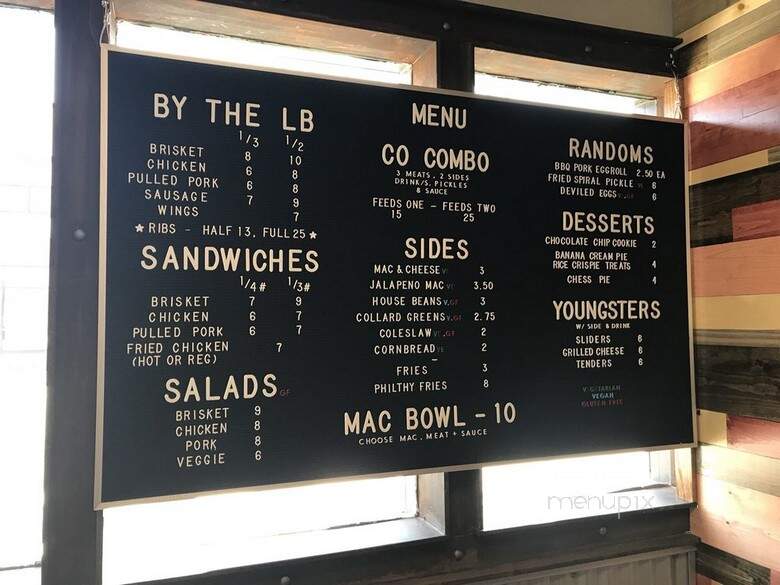 BY THE LB
1/3 1/2
BRISKET 8 10
CHICKEN 6 8
PULLED PORK 6 8
SAUSAGE 7 9
WINGS 7
★ RIBS - HALF 13, FULL 25 ★
SANDWICHES
1/4# 1/3#
BRISKET 7 9
CHICKEN 6 7
PULLED PORK 6 7
FRIED CHICKEN 7
(HOT OR REG)
SALADS GF
BRISKET 9
CHICKEN 8
PORK 8
VEGGIE 6
MENU
CO COMBO
3 MEATS, 2 SIDES
DRINK/S, PICKLES
& SAUCE
FEEDS ONE - FEEDS TWO
15 25
SIDES
MAC & CHEESE 3
JALAPENO MAC 3.50
HOUSE BEANS V,GF 3
COLLARD GREENS V,GF 2.75
COLESLAW 2
CORNBREAD 2
FRIES 3
PHILTHY FRIES 8
MAC BOWL - 10
CHOOSE MAC, MEAT + SAUCE
RANDOMS
BBQ PORK EGGROLL 2.50 EA
FRIED SPIRAL PICKLE 6
DEVILED EGGS 6
DESSERTS
CHOCOLATE CHIP COOKIE 2
BANANA CREAM PIE
RICE CRISPIE TREATS 4
CHESS PIE 4
YOUNGSTERS
W/ SIDE & DRINK
SLIDERS 6
GRILLED CHEESE 6
TENDERS 6
VEGETARIAN
VEGAN
GLUTEN FREE
menupix